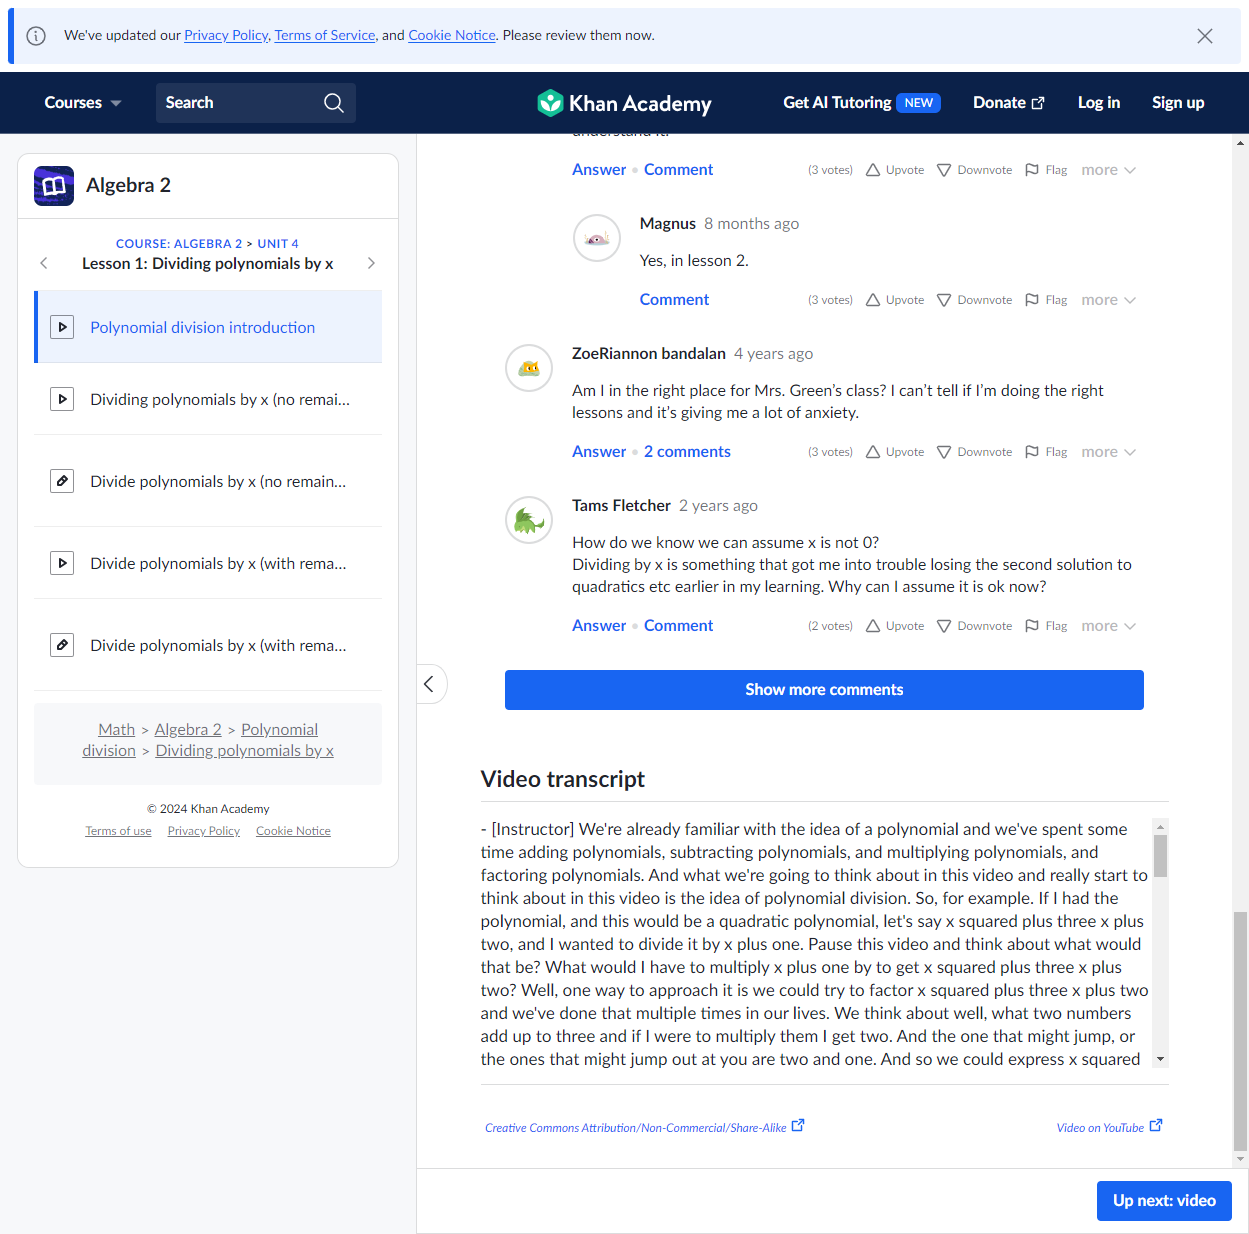 We've updated our Privacy Policy, Terms of Service, and Cookie Notice. Please review them now.
Courses
Search
Khan Academy
Get AI Tutoring NEW
Donate
Log in
Sign up
Algebra 2
COURSE: ALGEBRA 2 > UNIT 4
Lesson 1: Dividing polynomials by x
Polynomial division introduction
Dividing polynomials by x (no remai...
Divide polynomials by x (no remain...
Divide polynomials by x (with rema...
Divide polynomials by x (with rema...
Math > Algebra 2 > Polynomial
division > Dividing polynomials by x
© 2024 Khan Academy
Terms of use Privacy Policy Cookie Notice
understand it.
Answer • Comment (3 votes) Upvote Downvote Flag more
Magnus 8 months ago
Yes, in lesson 2.
Comment (3 votes) Upvote Downvote Flag more
ZoeRiannon bandalan 4 years ago
Am I in the right place for Mrs. Green’s class? I can’t tell if I’m doing the right
lessons and it’s giving me a lot of anxiety.
Answer • 2 comments (3 votes) Upvote Downvote Flag more
Tams Fletcher 2 years ago
How do we know we can assume x is not 0?
Dividing by x is something that got me into trouble losing the second solution to
quadratics etc earlier in my learning. Why can I assume it is ok now?
Answer • Comment (2 votes) Upvote Downvote Flag more
Show more comments
Video transcript
- [Instructor] We're already familiar with the idea of a polynomial and we've spent some
time adding polynomials, subtracting polynomials, and multiplying polynomials, and
factoring polynomials. And what we're going to think about in this video and really start to
think about in this video is the idea of polynomial division. So, for example. If I had the
polynomial, and this would be a quadratic polynomial, let's say x squared plus three x plus
two, and I wanted to divide it by x plus one. Pause this video and think about what would
that be? What would I have to multiply x plus one by to get x squared plus three x plus
two? Well, one way to approach it is we could try to factor x squared plus three x plus two
and we've done that multiple times in our lives. We think about well, what two numbers
add up to three and if I were to multiply them I get two. And the one that might jump, or
the ones that might jump out at you are two and one. And so we could express x squared
Creative Commons Attribution/Non-Commercial/Share-Alike
Video on YouTube
Up next: video